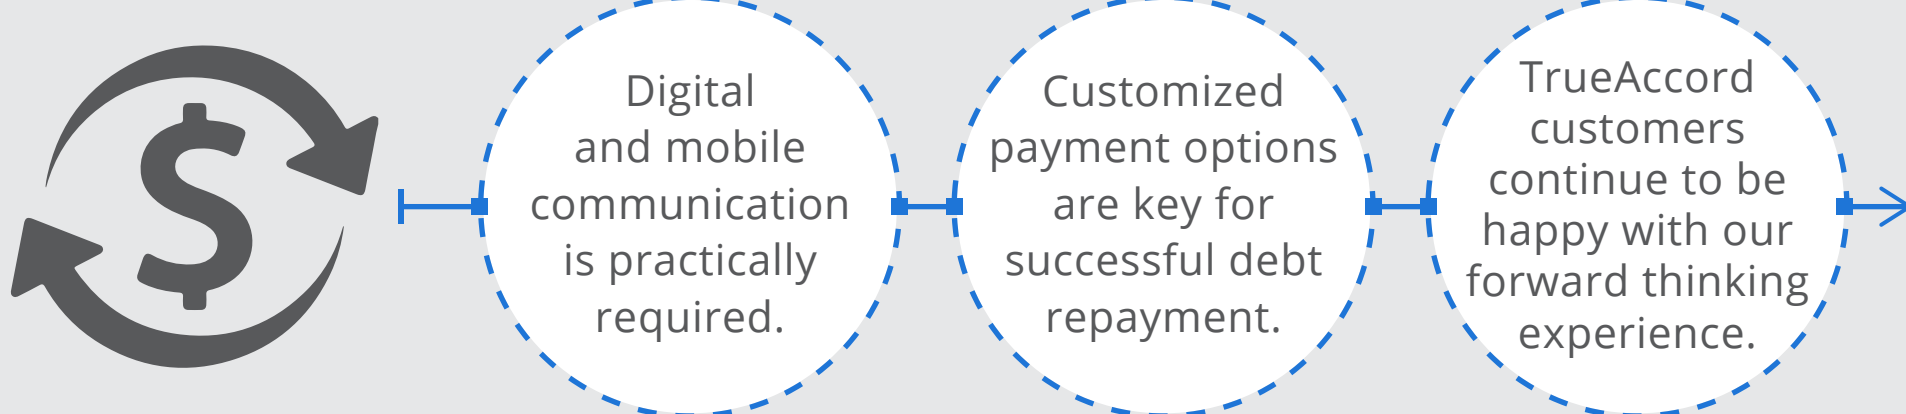 Digital
and mobile
communication
is practically
required.
Customized
payment options
are key for
successful debt
repayment.
TrueAccord
customers
continue to be
happy with our
forward thinking
experience.